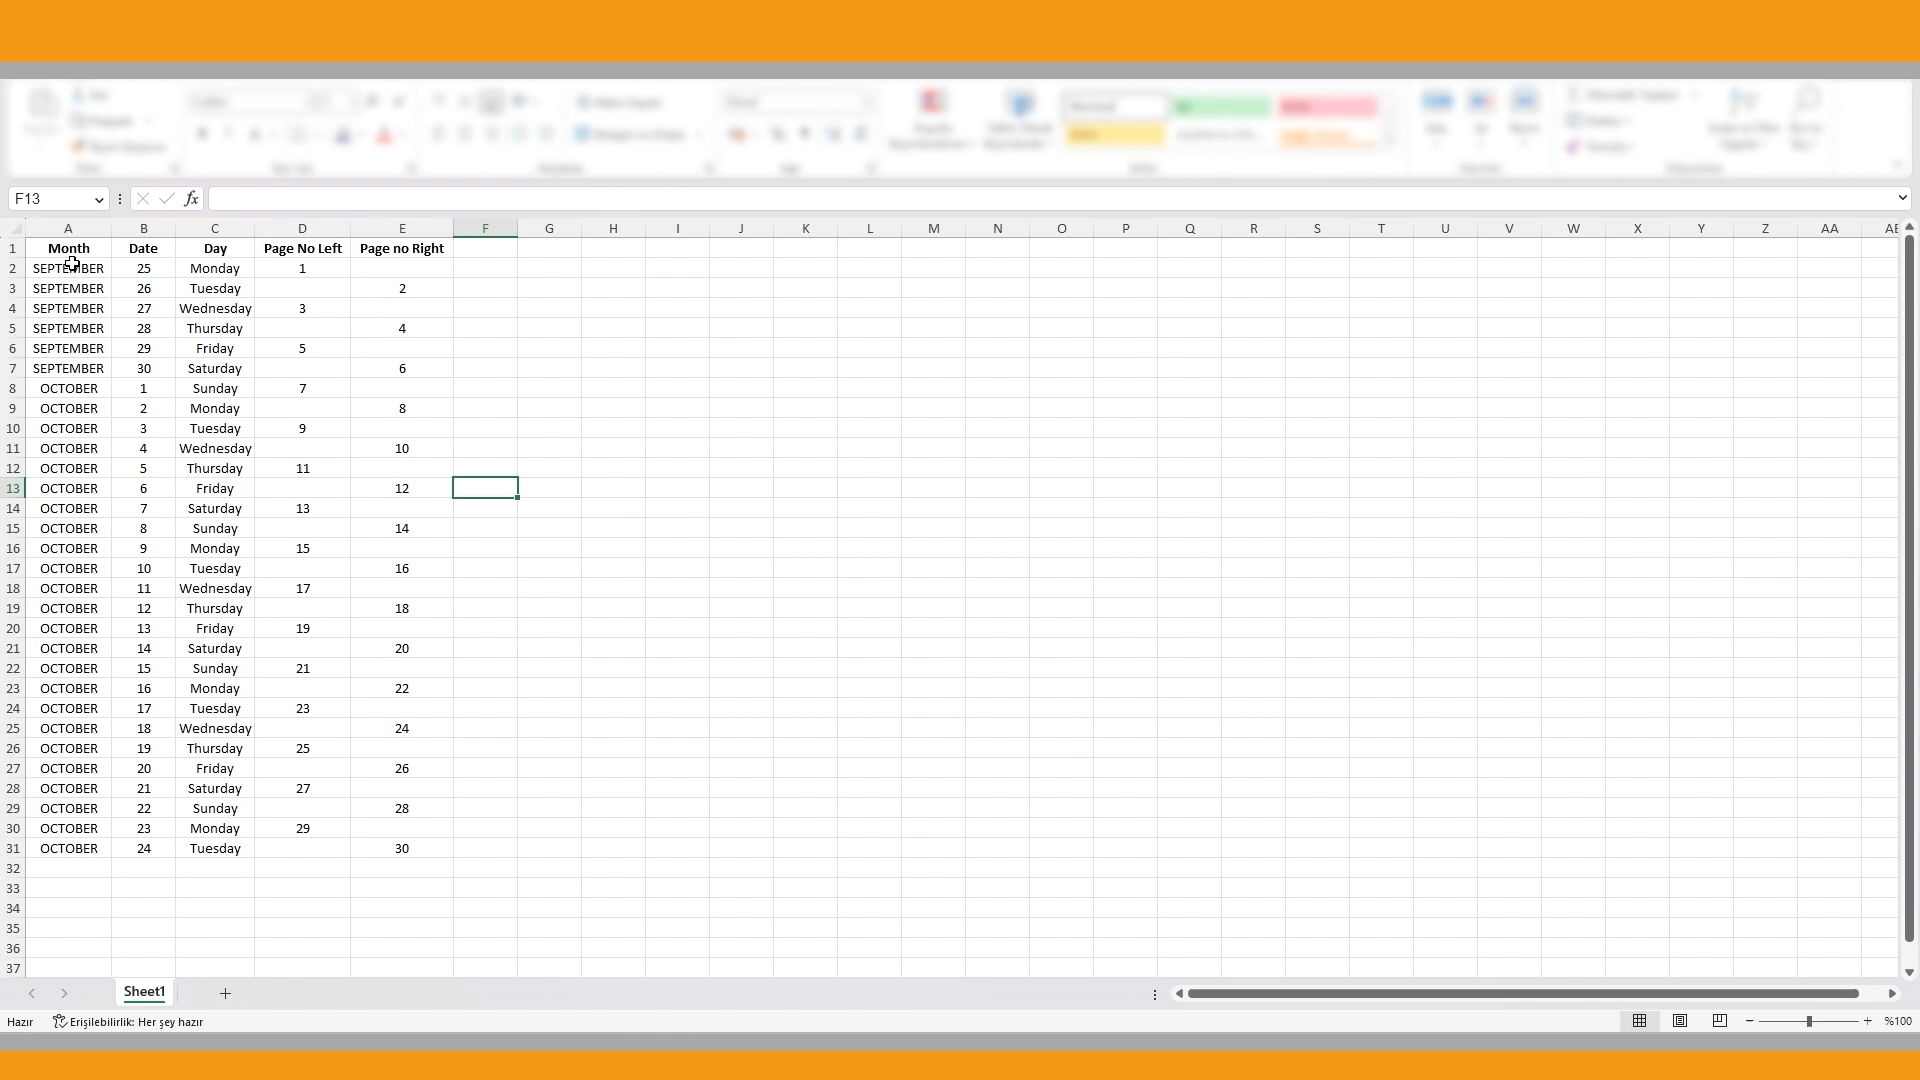 F13
fx
A B C D E F G H I J K L M N O P Q R S T U V W X Y Z AA AB
1 Month Date Day Page No Left Page no Right
2 SEPTEMBER 25 Monday 1
3 SEPTEMBER 26 Tuesday 2
4 SEPTEMBER 27 Wednesday 3
5 SEPTEMBER 28 Thursday 4
6 SEPTEMBER 29 Friday 5
7 SEPTEMBER 30 Saturday 6
8 OCTOBER 1 Sunday 7
9 OCTOBER 2 Monday 8
10 OCTOBER 3 Tuesday 9
11 OCTOBER 4 Wednesday 10
12 OCTOBER 5 Thursday 11
13 OCTOBER 6 Friday 12
14 OCTOBER 7 Saturday 13
15 OCTOBER 8 Sunday 14
16 OCTOBER 9 Monday 15
17 OCTOBER 10 Tuesday 16
18 OCTOBER 11 Wednesday 17
19 OCTOBER 12 Thursday 18
20 OCTOBER 13 Friday 19
21 OCTOBER 14 Saturday 20
22 OCTOBER 15 Sunday 21
23 OCTOBER 16 Monday 22
24 OCTOBER 17 Tuesday 23
25 OCTOBER 18 Wednesday 24
26 OCTOBER 19 Thursday 25
27 OCTOBER 20 Friday 26
28 OCTOBER 21 Saturday 27
29 OCTOBER 22 Sunday 28
30 OCTOBER 23 Monday 29
31 OCTOBER 24 Tuesday 30
32
33
34
35
36
37
Sheet1
Hazır Erişilebilirlik: Her şey hazır %100